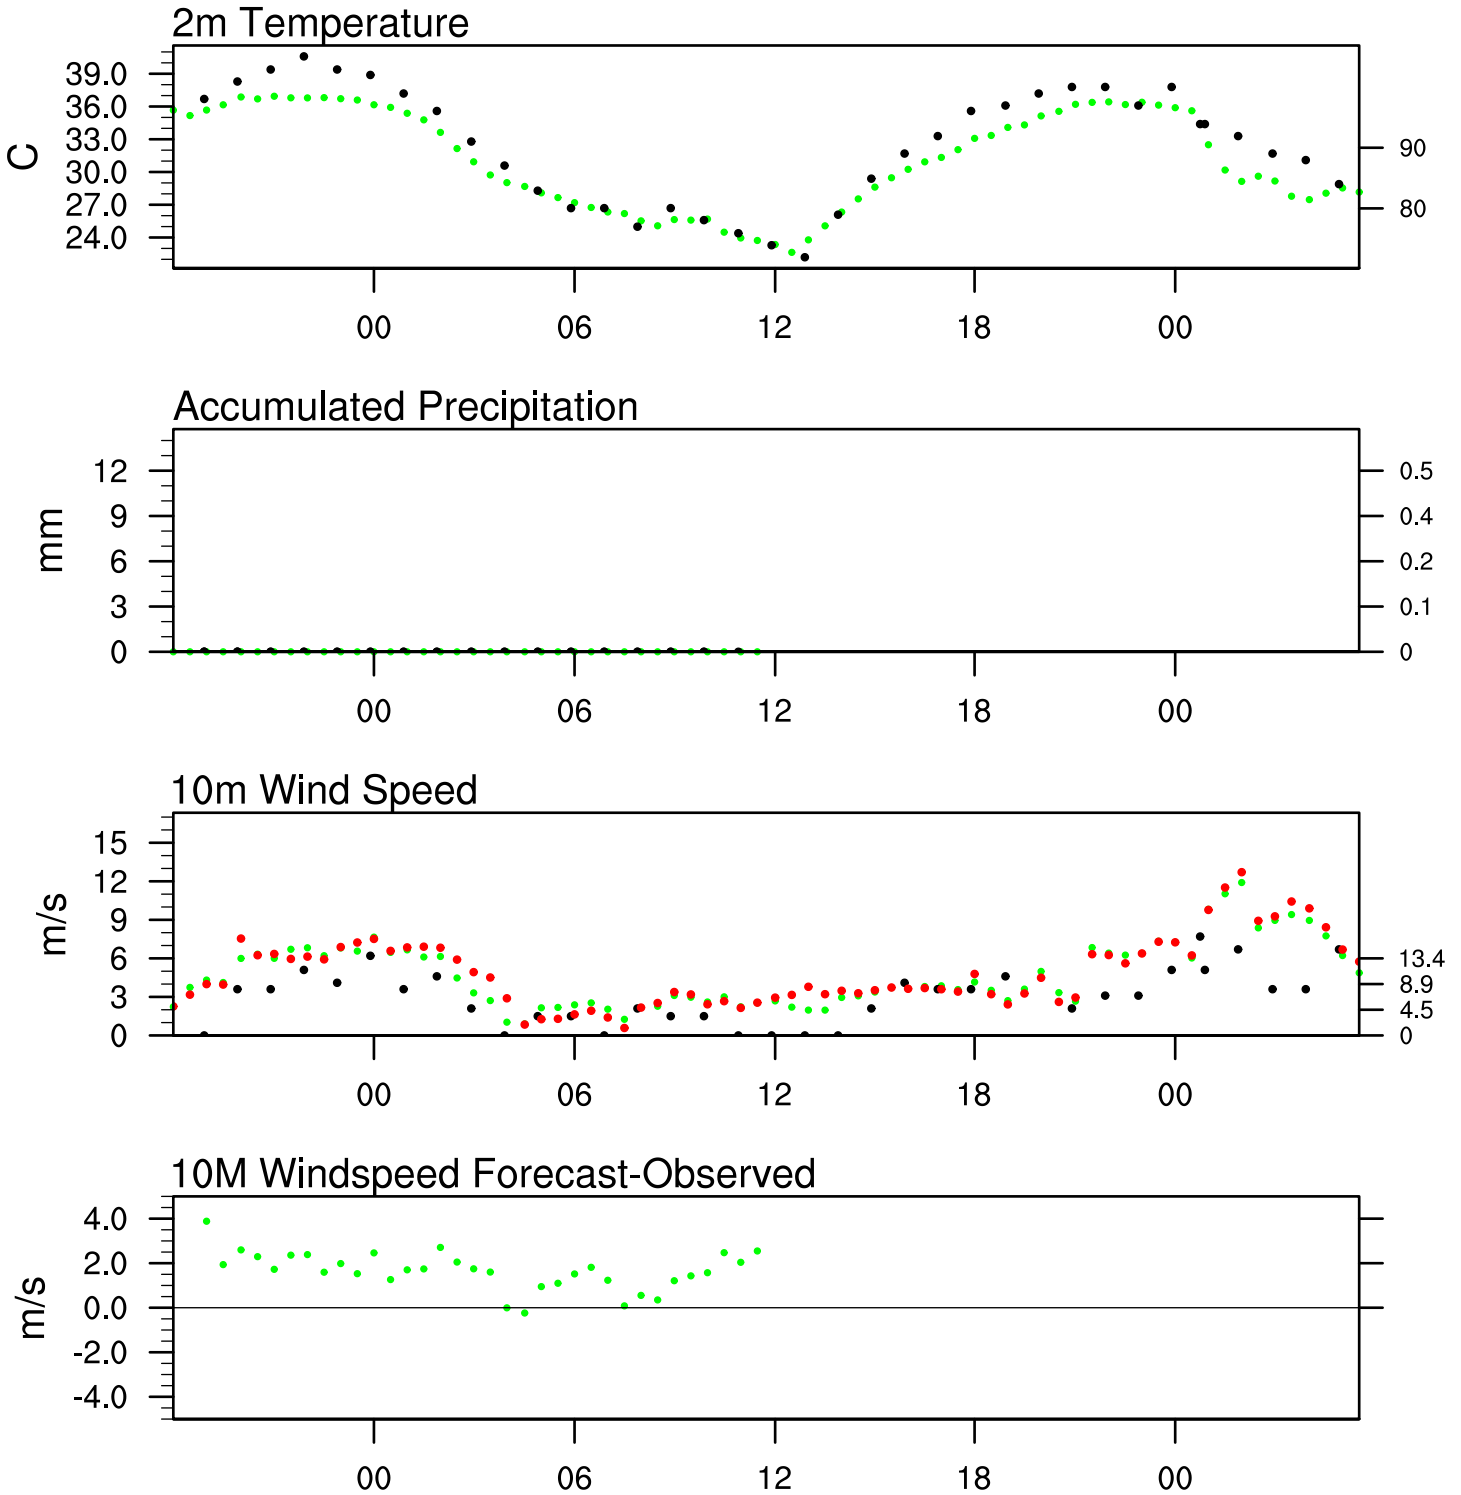 2m Temperature
39.0
36.0
33.0
30.0
27.0
24.0
C
90
80
00 06 12 18 00
Accumulated Precipitation
12
9
6
3
0
mm
0.5
0.4
0.2
0.1
0
00 06 12 18 00
10m Wind Speed
15
12
9
6
3
0
m/s
13.4
8.9
4.5
0
00 06 12 18 00
10M Windspeed Forecast-Observed
4.0
2.0
0.0
-2.0
-4.0
m/s
00 06 12 18 00